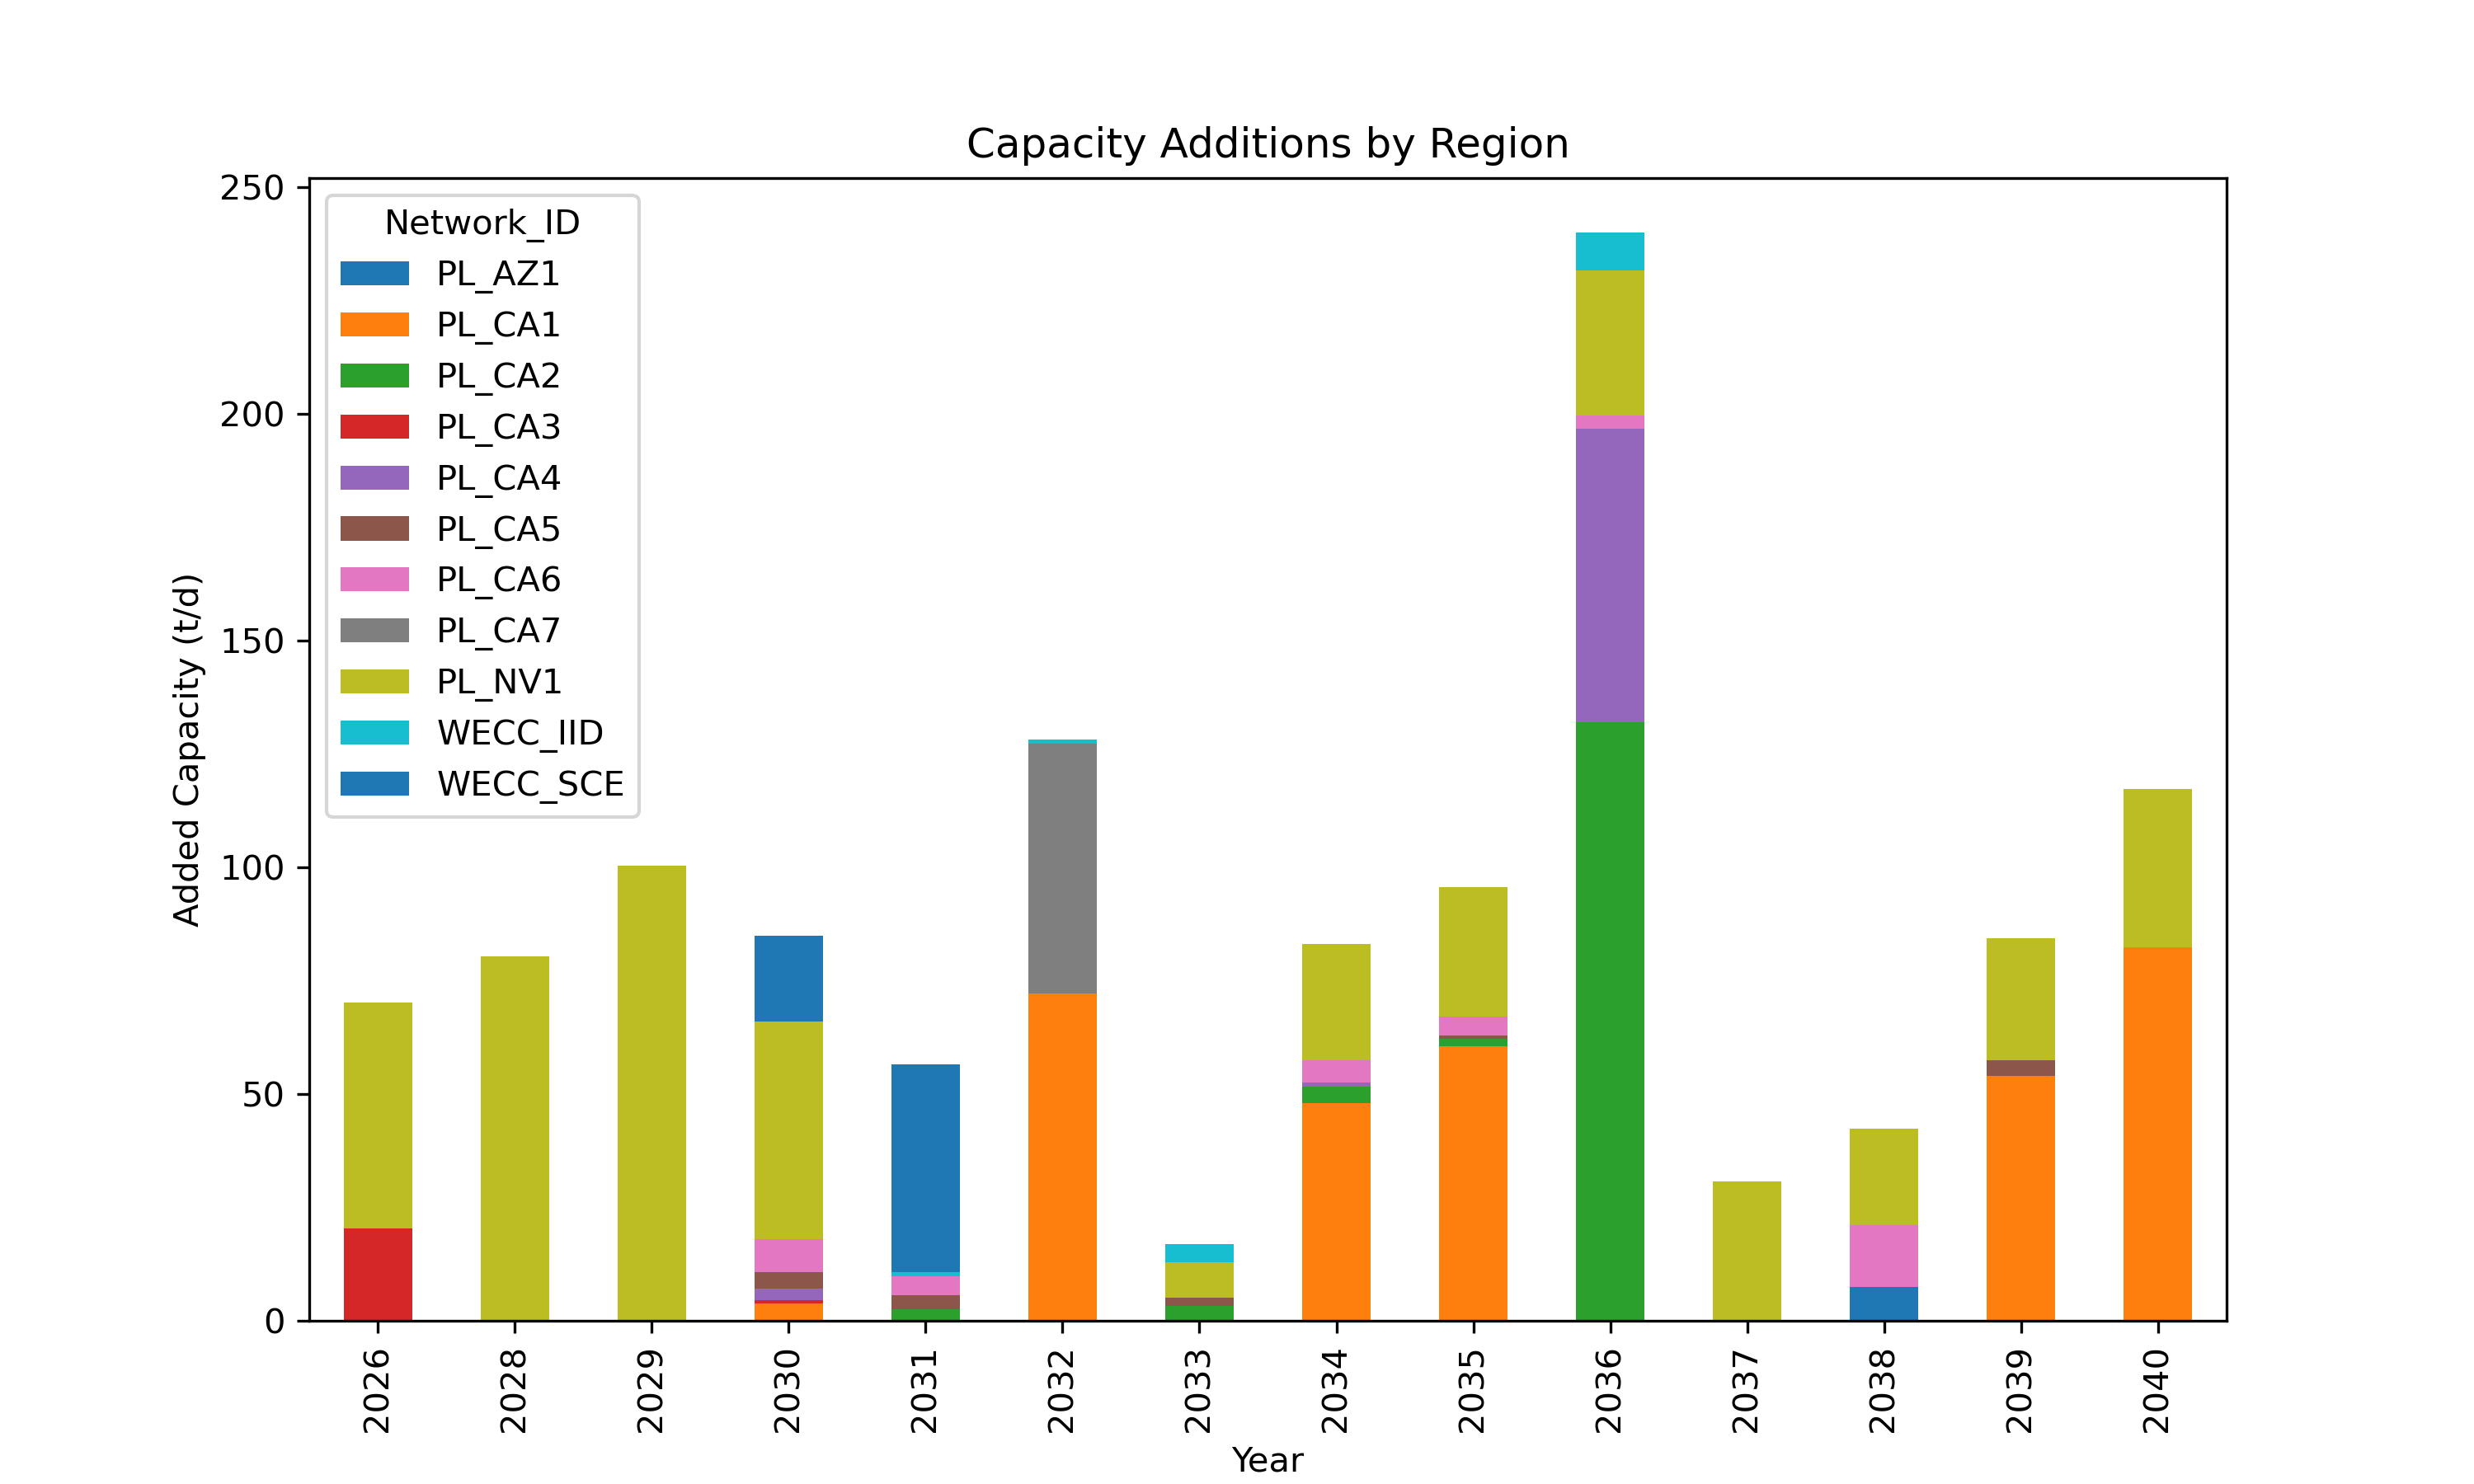 Capacity Additions by Region
Added Capacity (t/d)
250
200
150
100
50
0
Network_ID
PL_AZ1
PL_CA1
PL_CA2
PL_CA3
PL_CA4
PL_CA5
PL_CA6
PL_CA7
PL_NV1
WECC_IID
WECC_SCE
2026
2028
2029
2030
2031
2032
2033
2034
2035
2036
2037
2038
2039
2040
Year